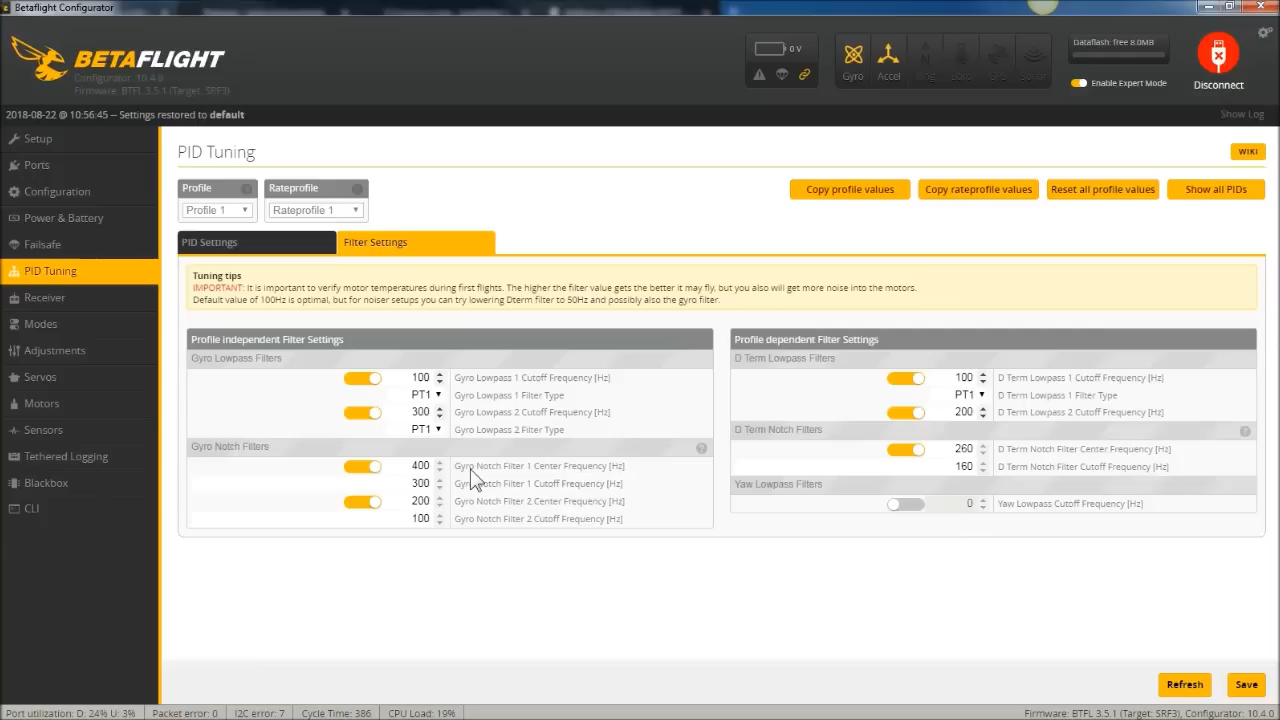 Betaflight Configurator
BETAFLIGHT
Configurator: 10.4.0
Firmware: BTFL 3.5.1 (Target: SRF3)
0 V
Gyro
Accel
Mag
Baro
GPS
Sonar
Dataflash: free 8.0MB
Enable Expert Mode
Disconnect
2018-08-22 @ 10:56:45 -- Settings restored to default
Show Log
Setup
Ports
Configuration
Power & Battery
Failsafe
PID Tuning
Receiver
Modes
Adjustments
Servos
Motors
Sensors
Tethered Logging
Blackbox
CLI
PID Tuning
WIKI
Profile
Rateprofile
Profile 1
Rateprofile 1
Copy profile values
Copy rateprofile values
Reset all profile values
Show all PIDs
PID Settings
Filter Settings
Tuning tips
IMPORTANT: It is important to verify motor temperatures during first flights. The higher the filter value gets the better it may fly, but you also will get more noise into the motors.
Default value of 100Hz is optimal, but for noiser setups you can try lowering Dterm filter to 50Hz and possibly also the gyro filter.
Profile independent Filter Settings
Gyro Lowpass Filters
100 Gyro Lowpass 1 Cutoff Frequency [Hz]
PT1 Gyro Lowpass 1 Filter Type
300 Gyro Lowpass 2 Cutoff Frequency [Hz]
PT1 Gyro Lowpass 2 Filter Type
Gyro Notch Filters
?
400 Gyro Notch Filter 1 Center Frequency [Hz]
300 Gyro Notch Filter 1 Cutoff Frequency [Hz]
200 Gyro Notch Filter 2 Center Frequency [Hz]
100 Gyro Notch Filter 2 Cutoff Frequency [Hz]
Profile dependent Filter Settings
D Term Lowpass Filters
100 D Term Lowpass 1 Cutoff Frequency [Hz]
PT1 D Term Lowpass 1 Filter Type
200 D Term Lowpass 2 Cutoff Frequency [Hz]
D Term Notch Filters
?
260 D Term Notch Filter Center Frequency [Hz]
160 D Term Notch Filter Cutoff Frequency [Hz]
Yaw Lowpass Filters
0 Yaw Lowpass Cutoff Frequency [Hz]
Refresh
Save
Port utilization: D: 24% U: 3%
Packet error: 0
I2C error: 7
Cycle Time: 386
CPU Load: 19%
Firmware: BTFL 3.5.1 (Target: SRF3), Configurator: 10.4.0